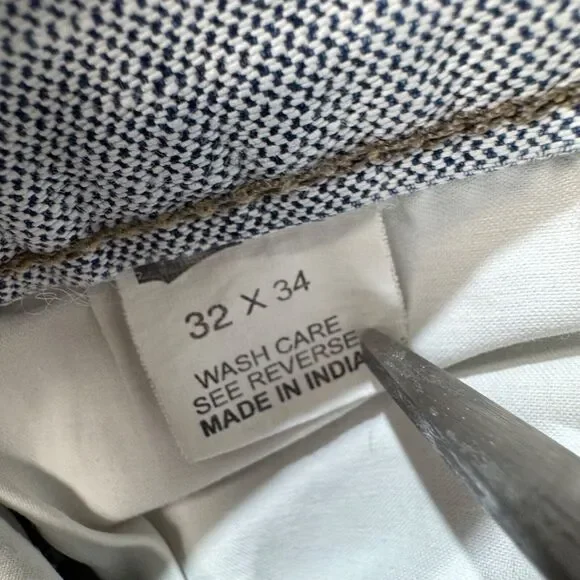 32 X 34
WASH CARE
SEE REVERSE
MADE IN INDIA